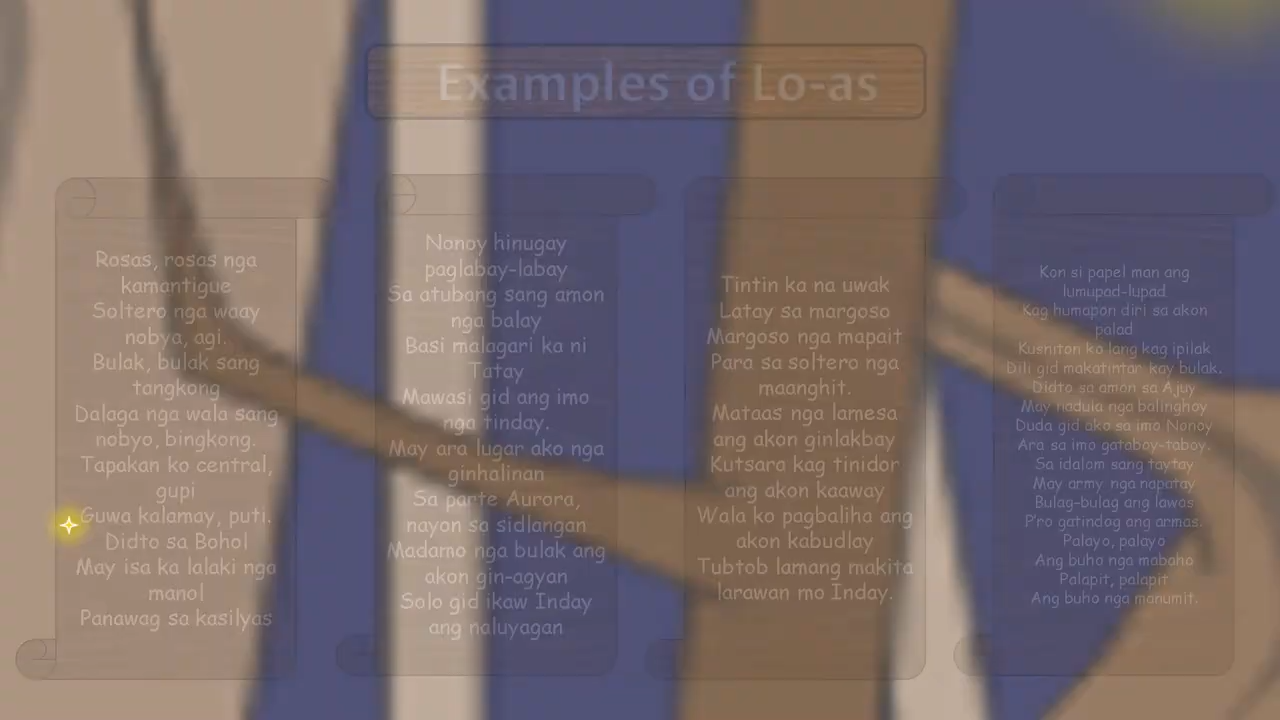 Examples of Lo-as
Rosas, rosas nga
kamantigue
Soltero nga waay
nobya, agi.
Bulak, bulak sang
tangkong
Dalaga nga wala sang
nobyo, bingkong.
Tapakan ko central,
gupi
Guwa kalamay, puti.
Didto sa Bohol
May isa ka lalaki nga
manol
Panawag sa kasilyas
Nonoy hinugay
paglabay-labay
Sa atubang sang amon
nga balay
Basi malagari ka ni
Tatay
Mawasi gid ang imo
nga tinday.
May ara lugar ako nga
ginhalinan
Sa parte Aurora,
nayon sa sidlangan
Madamo nga bulak ang
akon gin-agyan
Solo gid ikaw Inday
ang naluyagan
Tintin ka na uwak
Latay sa margoso
Margoso nga mapait
Para sa soltero nga
maanghit.
Mataas nga lamesa
ang akon ginlakbay
Kutsara kag tinidor
ang akon kaaway
Wala ko pagbaliha ang
akon kabudlay
Tubtob lamang makita
larawan mo Inday.
Kon si papel man ang
lumupad-lupad
Kag humapon diri sa akon
palad
Kusniton ko lang kag ipilak
Dili gid makatintar kay bulak.
Didto sa amon sa Ajuy
May nadula nga balinghoy
Duda gid ako sa imo Nonoy
Ara sa imo gataboy-taboy.
Sa idalom sang taytay
May army nga napatay
Bulag-bulag ang lawas
P'ro gatindog ang armas.
Palayo, palayo
Ang buho nga mabaho
Palapit, palapit
Ang buho nga manumit.